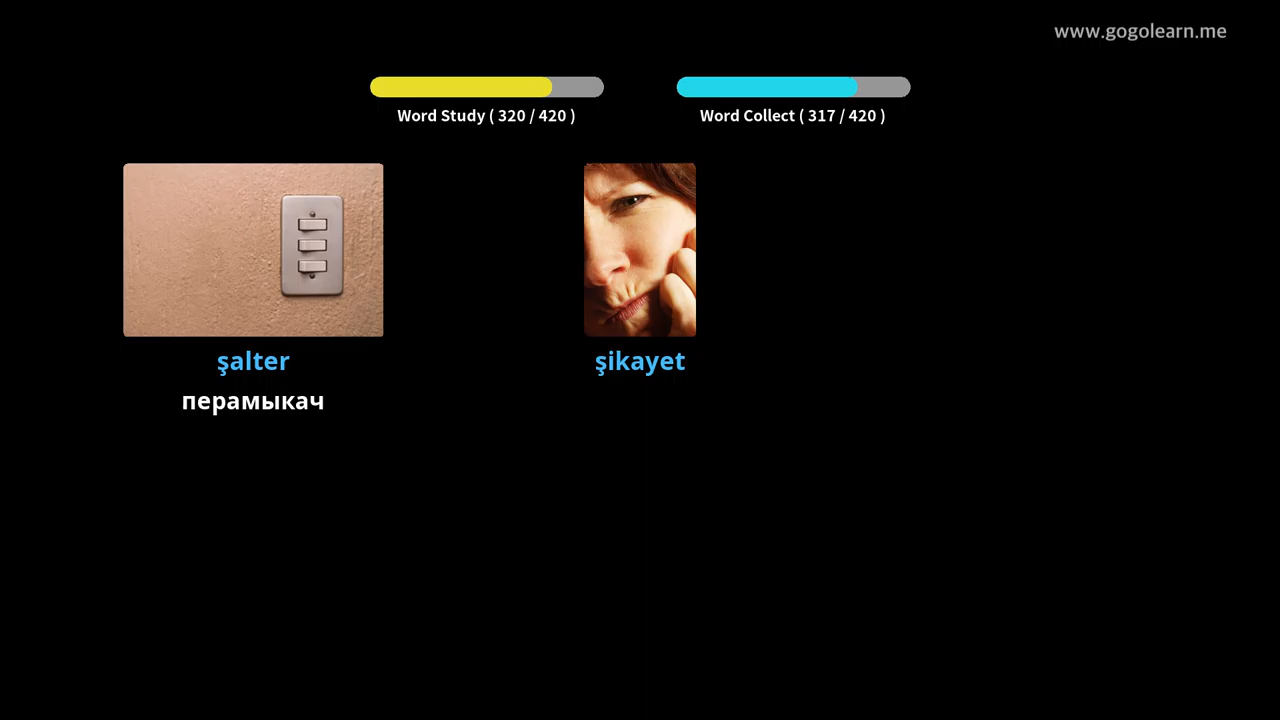 www.gogolearn.me
Word Study ( 320 / 420 )
Word Collect ( 317 / 420 )
şalter
перамыкач
şikayet